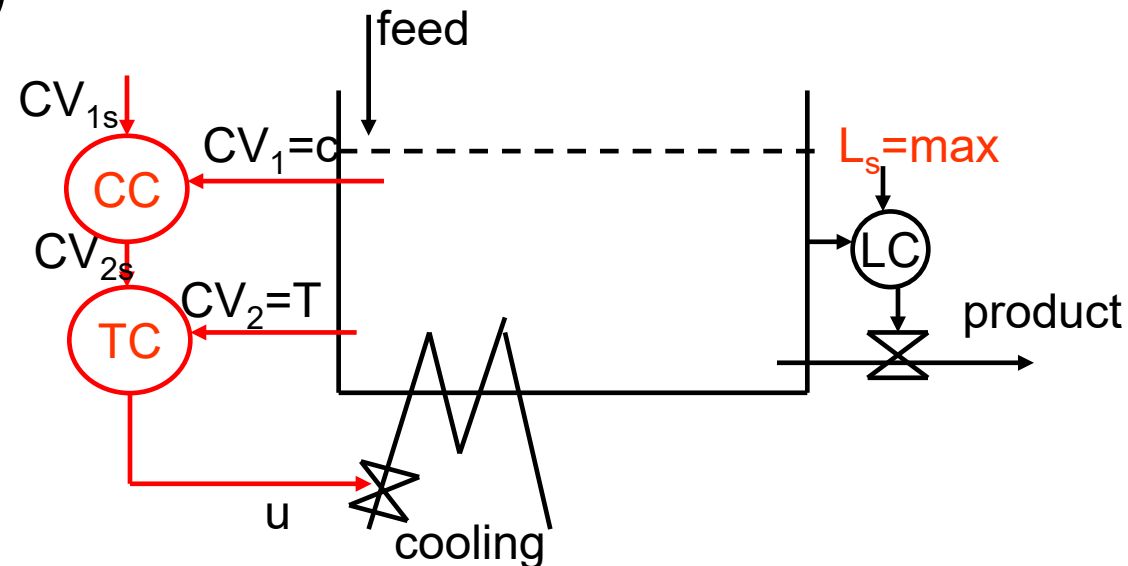 )
feed
CV₁ₛ
CV₁=c
Lₛ=max
CC
CV₂ₛ
LC
CV₂=T
product
TC
u
cooling